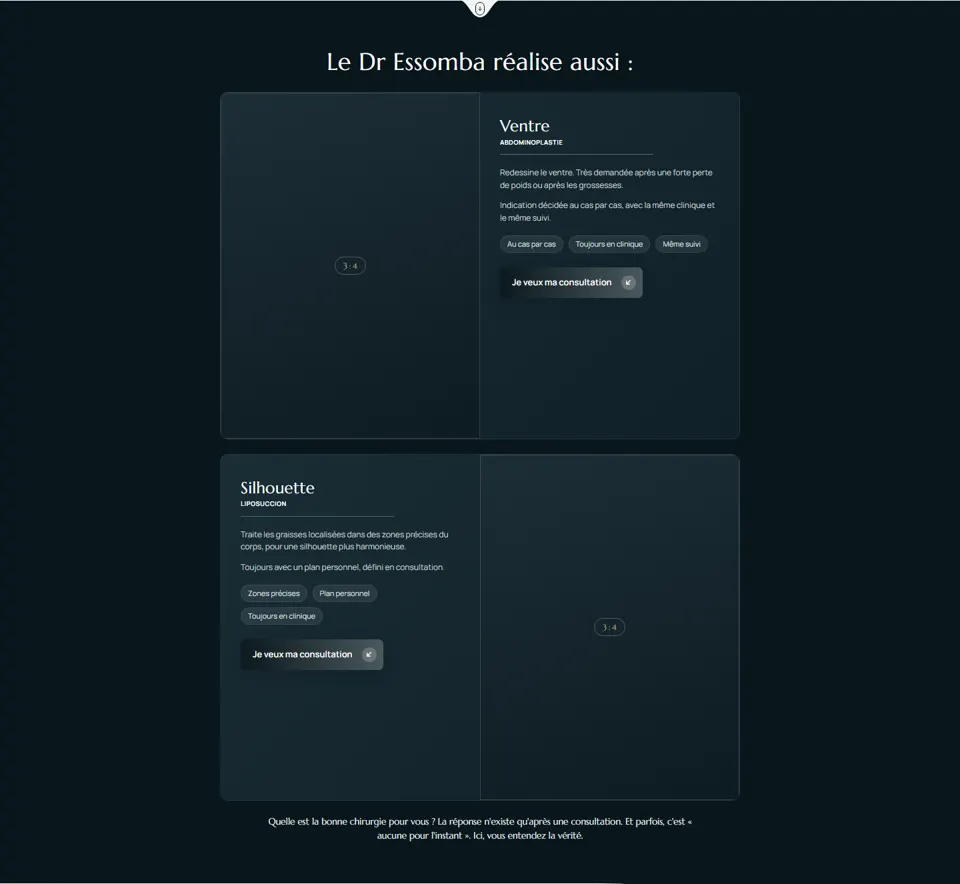 Le Dr Essomba réalise aussi :
3:4
Ventre
ABDOMINOPLASTIE
Redessine le ventre. Très demandée après une forte perte
de poids ou après les grossesses.
Indication décidée au cas par cas, avec la même clinique et
le même suivi.
Au cas par cas
Toujours en clinique
Même suivi
Je veux ma consultation
Silhouette
LIPOSUCCION
Traite les graisses localisées dans des zones précises du
corps, pour une silhouette plus harmonieuse.
Toujours avec un plan personnel, défini en consultation.
Zones précises
Plan personnel
Toujours en clinique
Je veux ma consultation
3:4
Quelle est la bonne chirurgie pour vous ? La réponse n'existe qu'après une consultation. Et parfois, c'est «
aucune pour l'instant ». Ici, vous entendez la vérité.